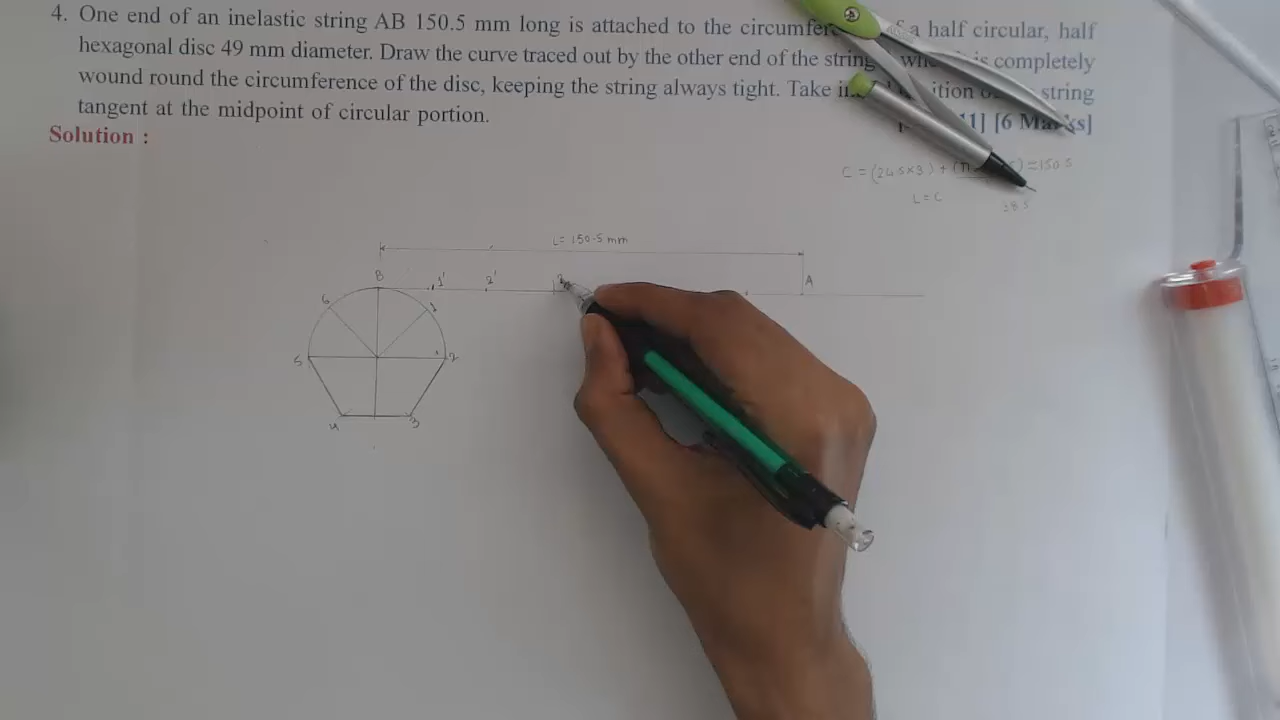 4. One end of an inelastic string AB 150.5 mm long is attached to the a half circular, half
hexagonal disc 49 mm diameter. Draw the curve traced out by the other end of the string completely
wound round the circumference of the disc, keeping the string always tight. Take string
tangent at the midpoint of circular portion.
[6 Marks]
Solution :
= 150.5
L = C
38.5
L = 150.5 mm
B 1' 2' A
6 1
5 2
4 3